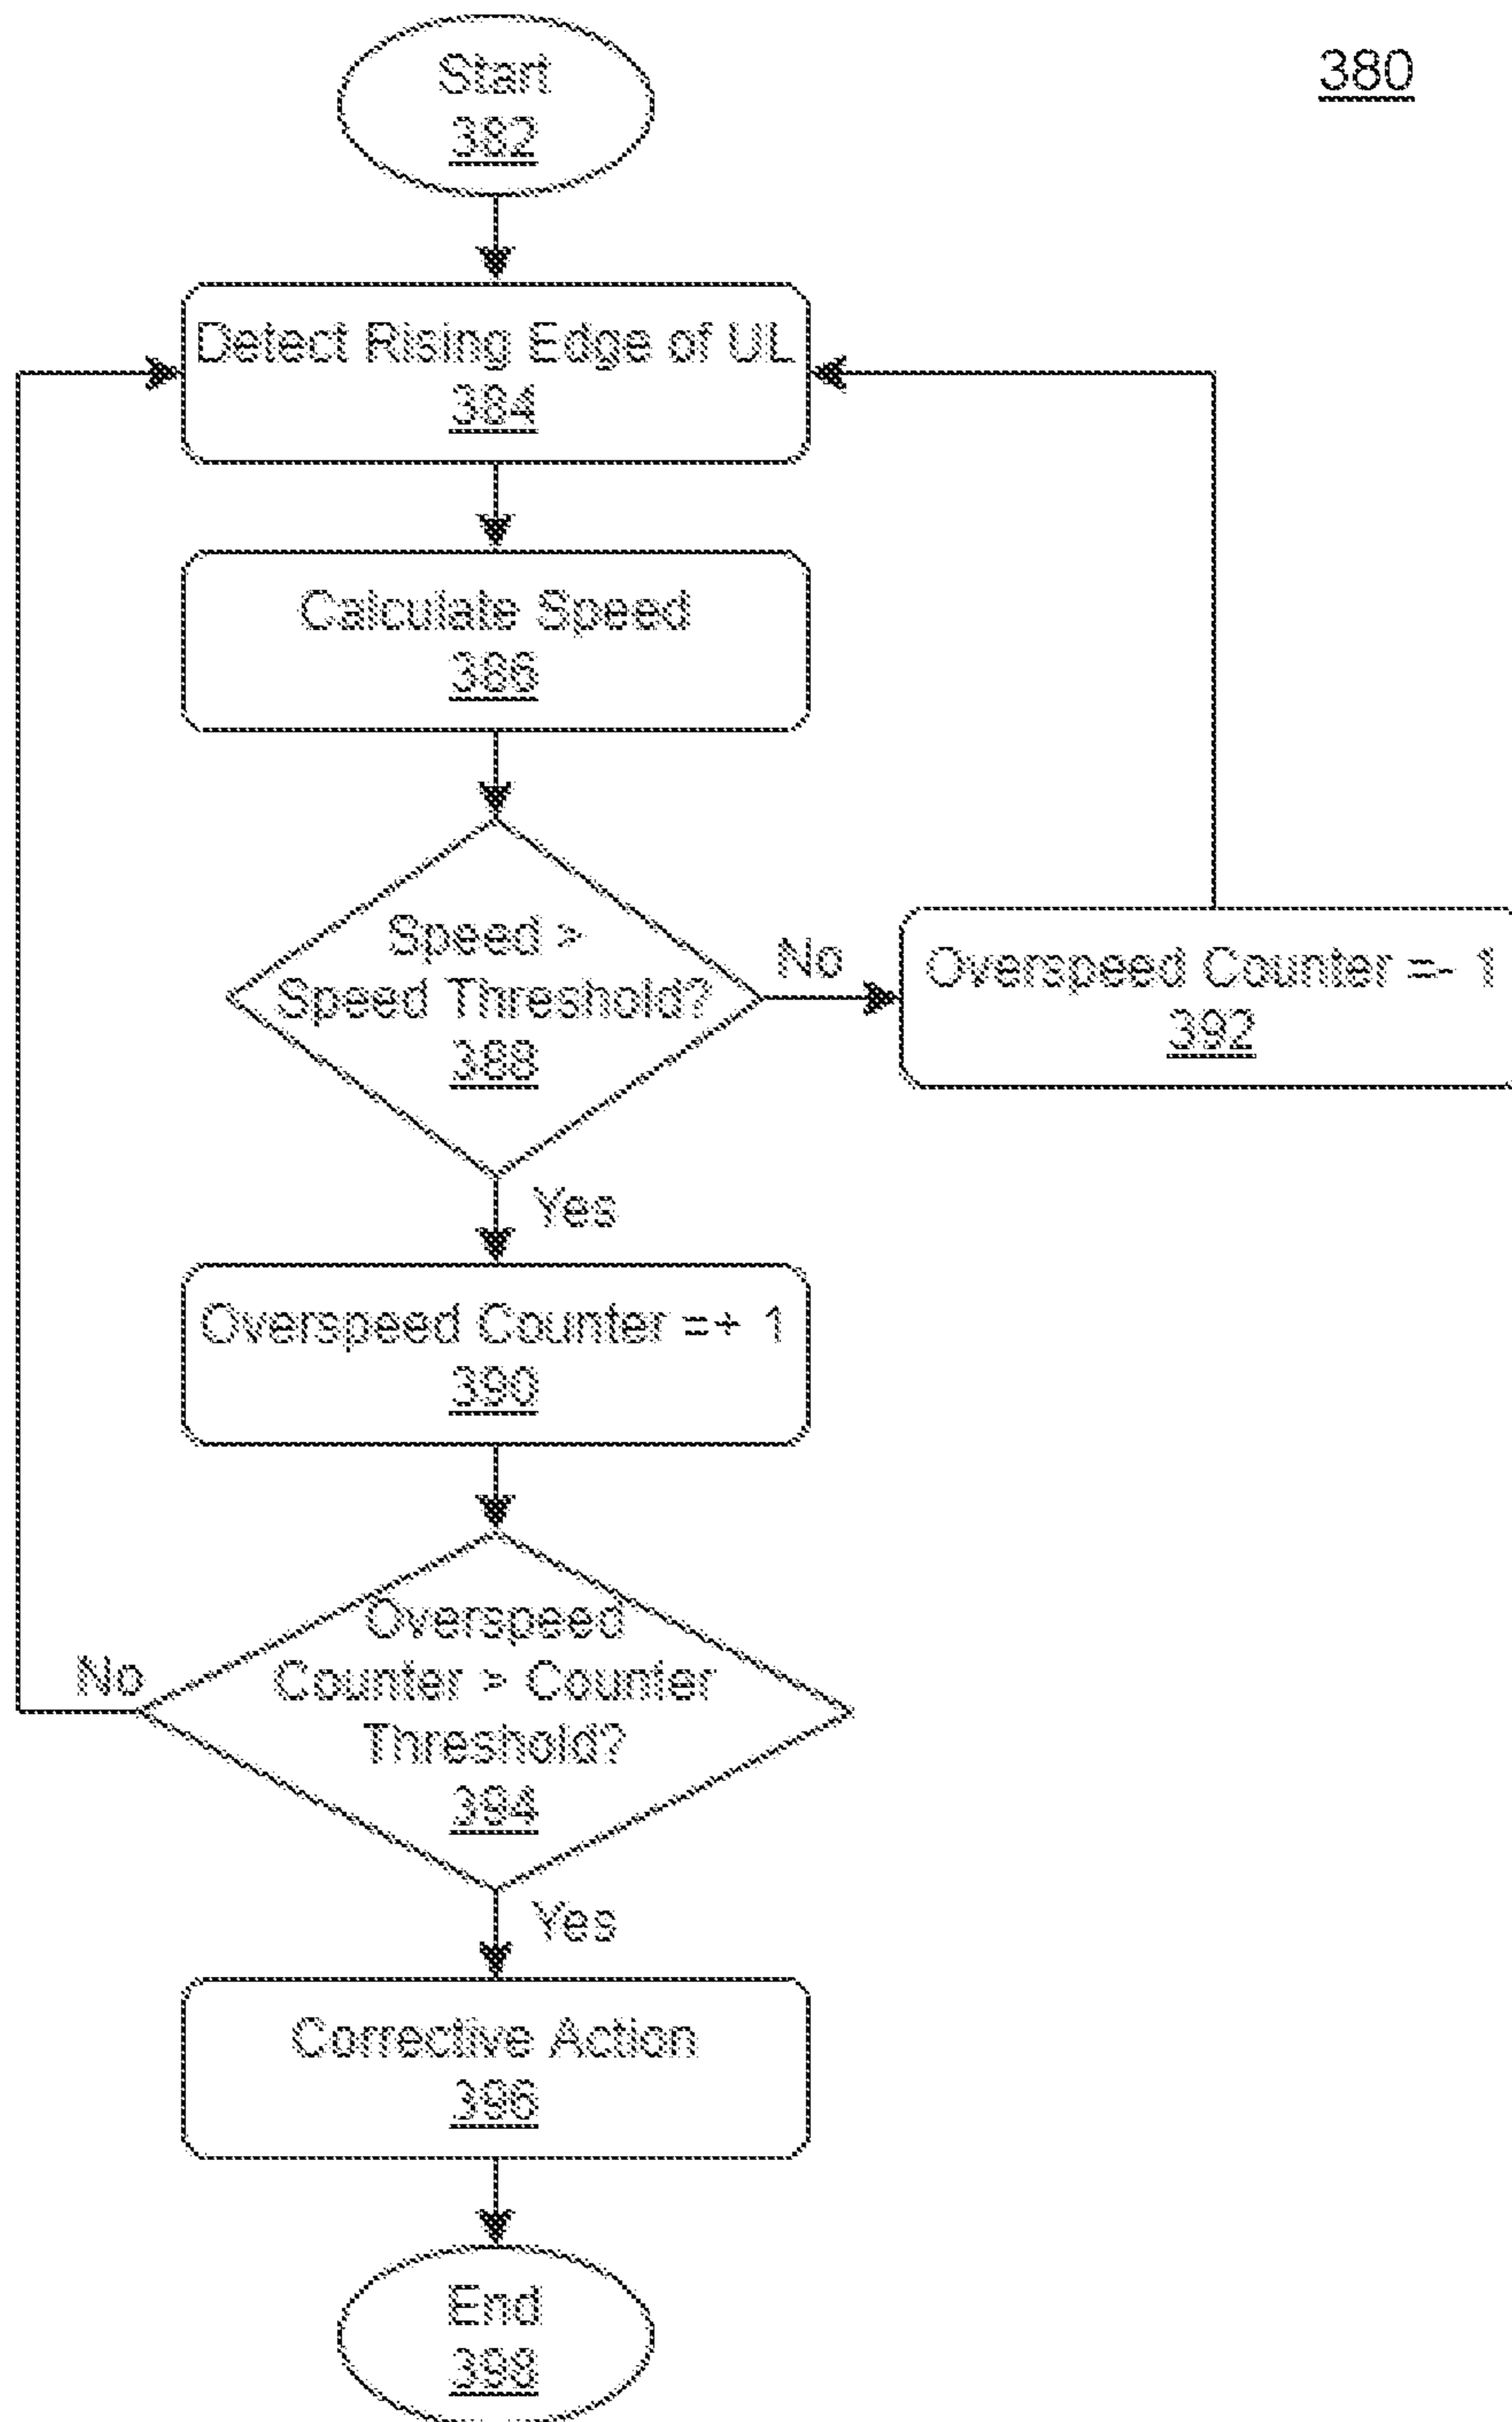 380
Start
382
Detect Rising Edge of UL
384
Calculate Speed
386
Speed >
Speed Threshold?
388
No
Overspeed Counter =- 1
392
Yes
Overspeed Counter =+ 1
390
Overspeed
Counter > Counter
Threshold?
394
No
Yes
Corrective Action
396
End
398